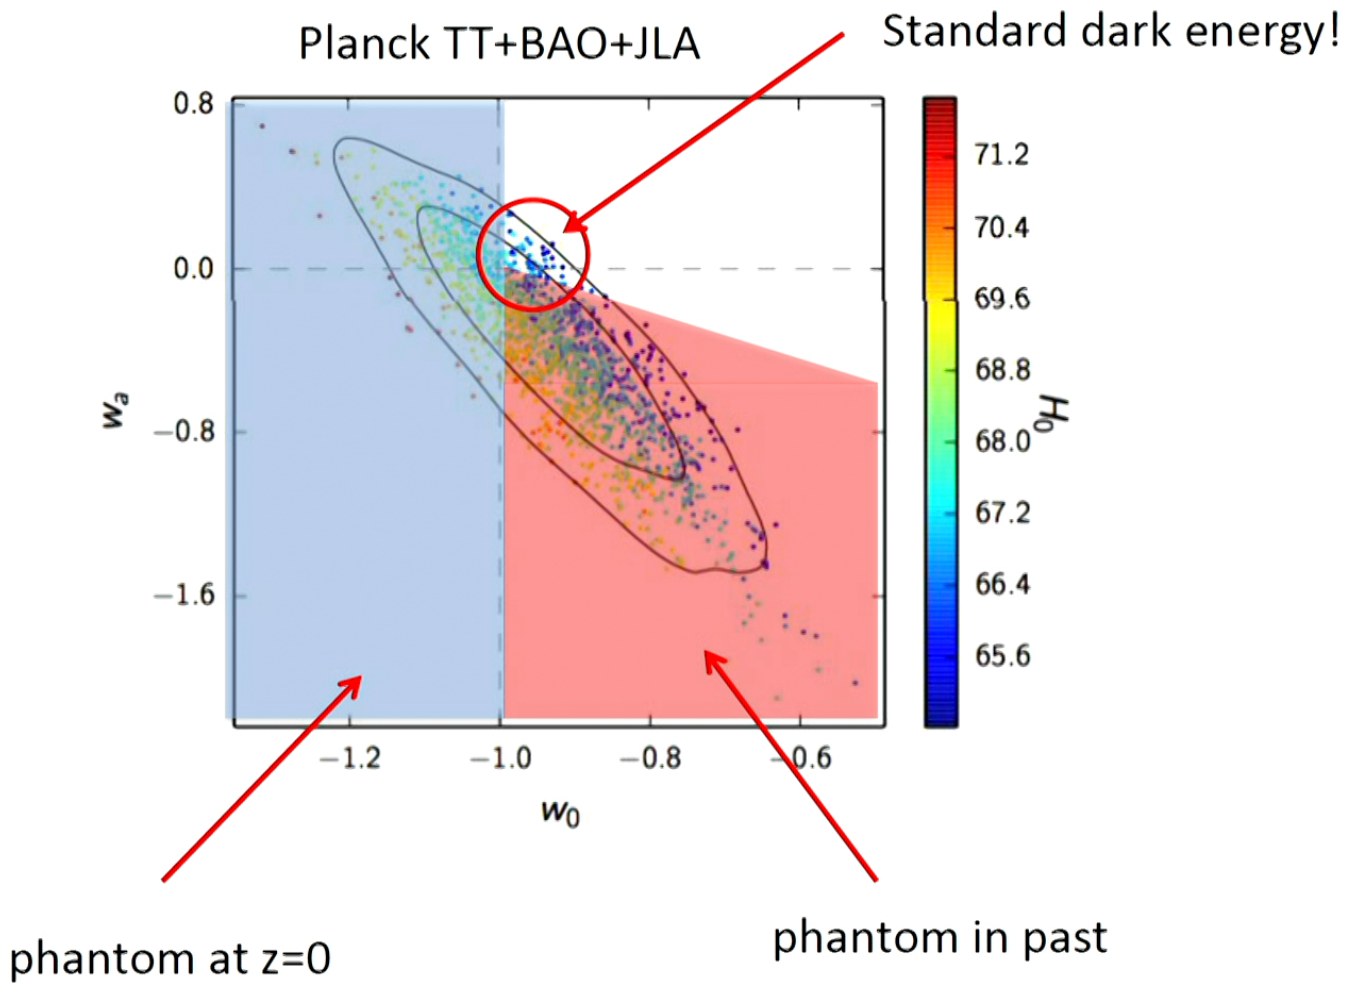 Planck TT+BAO+JLA
Standard dark energy!
0.8
0.0
−0.8
−1.6
wₐ
−1.2
−1.0
−0.8
−0.6
w₀
71.2
70.4
69.6
68.8
68.0
67.2
66.4
65.6
H₀
phantom at z=0
phantom in past